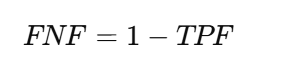 FNF = 1 − TPF